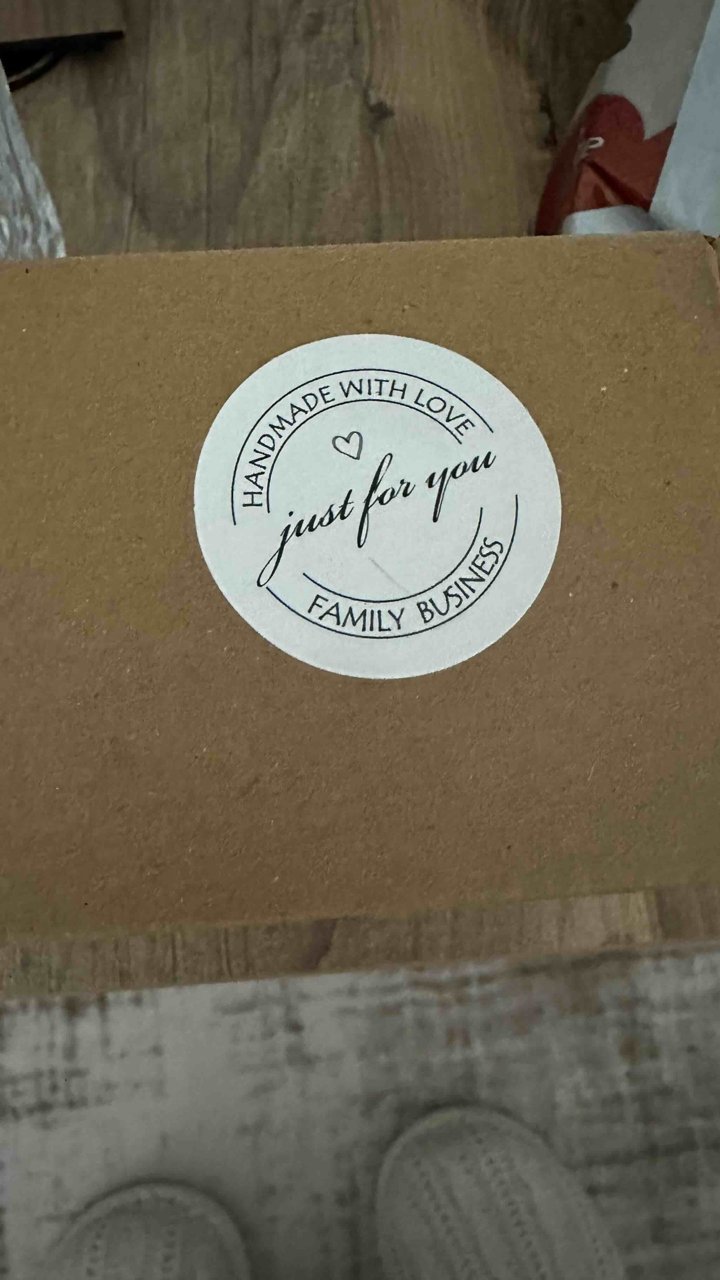 HANDMADE WITH LOVE
just for you
FAMILY BUSINESS